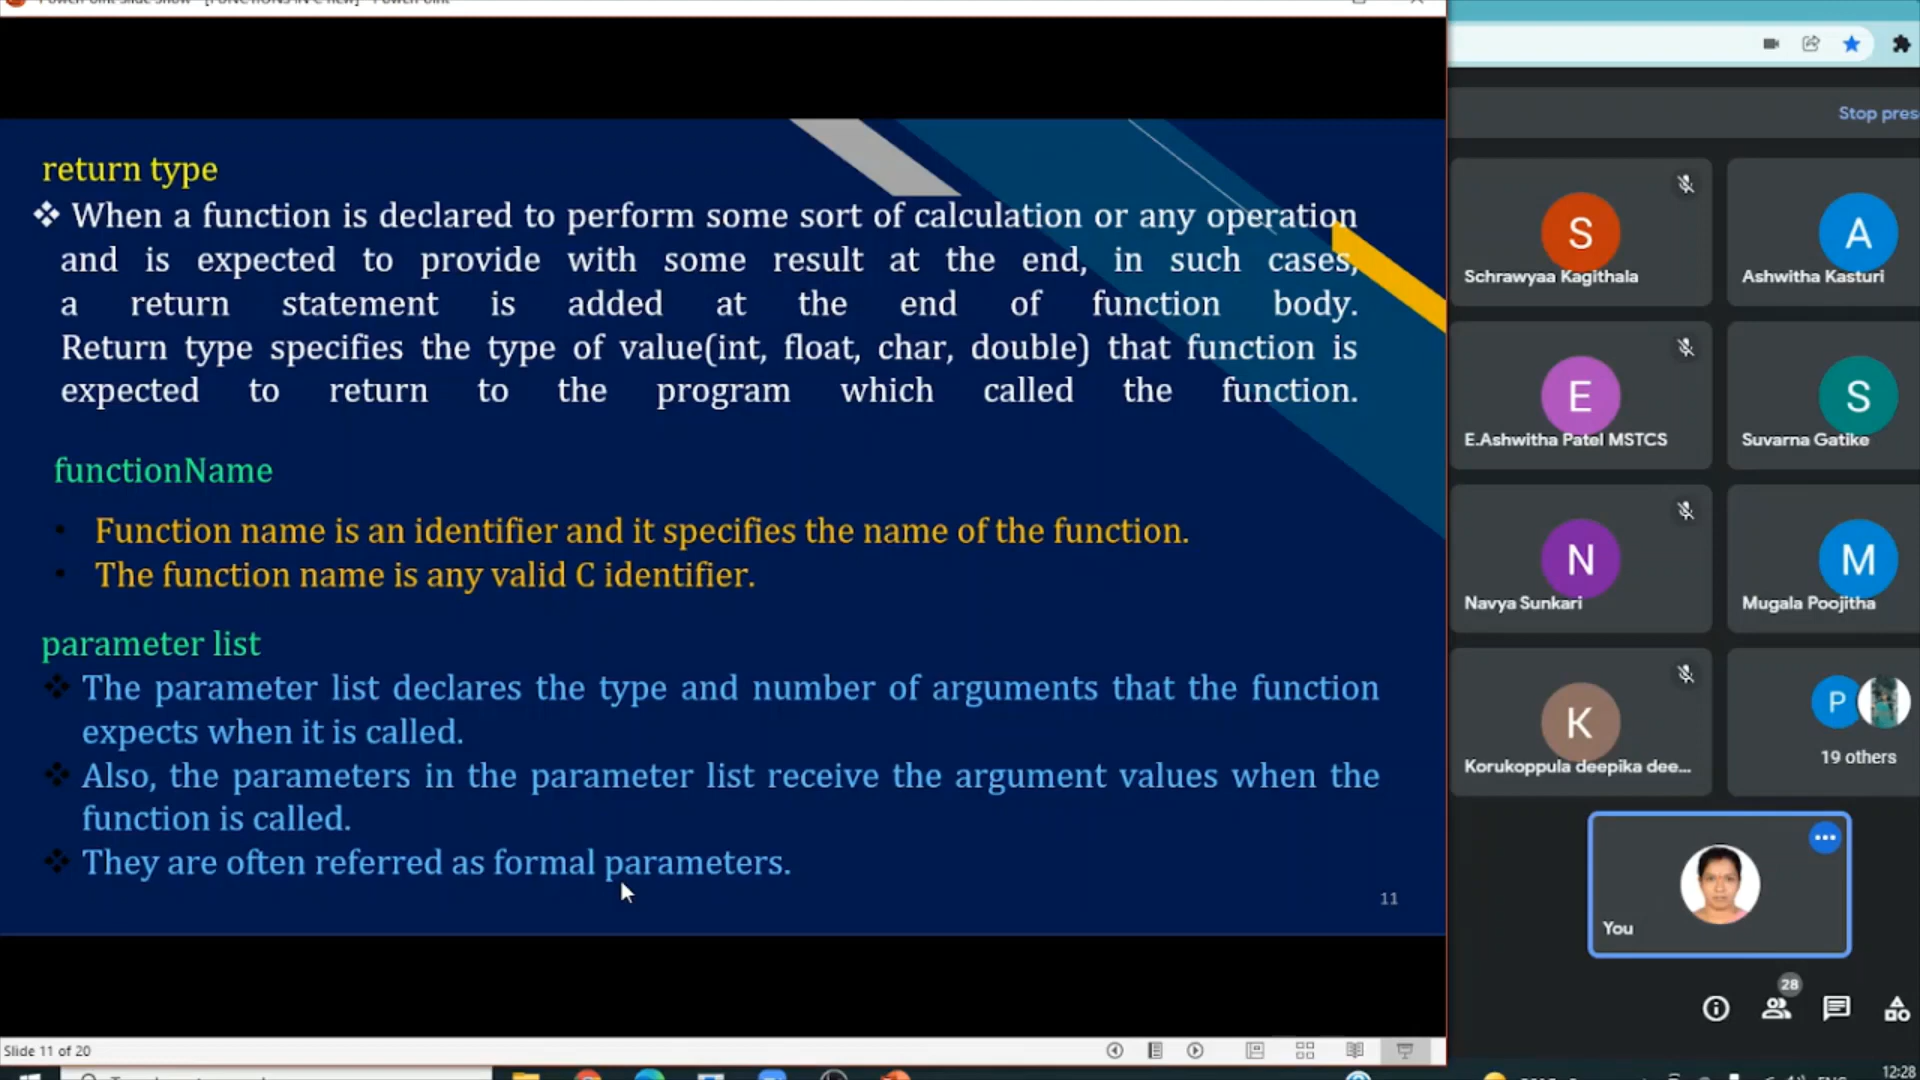 return type
When a function is declared to perform some sort of calculation or any operation
and is expected to provide with some result at the end, in such cases,
a return statement is added at the end of function body.
Return type specifies the type of value(int, float, char, double) that function is
expected to return to the program which called the function.
functionName
Function name is an identifier and it specifies the name of the function.
The function name is any valid C identifier.
parameter list
The parameter list declares the type and number of arguments that the function
expects when it is called.
Also, the parameters in the parameter list receive the argument values when the
function is called.
They are often referred as formal parameters.
11
Slide 11 of 20
Stop pres
S
Schrawyaa Kagithala
A
Ashwitha Kasturi
E
E.Ashwitha Patel MSTCS
S
Suvarna Gatike
N
Navya Sunkari
M
Mugala Poojitha
K
Korukoppula deepika dee...
P
19 others
You
28
12:28